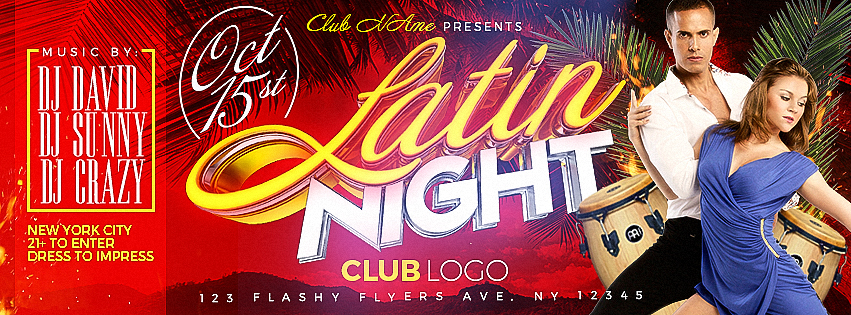 Club NAme PRESENTS
Oct
15st
Latin
NIGHT
MUSIC BY:
DJ DAVID
DJ SUNNY
DJ CRAZY
NEW YORK CITY
21+ TO ENTER
DRESS TO IMPRESS
CLUB LOGO
123 FLASHY FLYERS AVE. NY 12345
MEINL